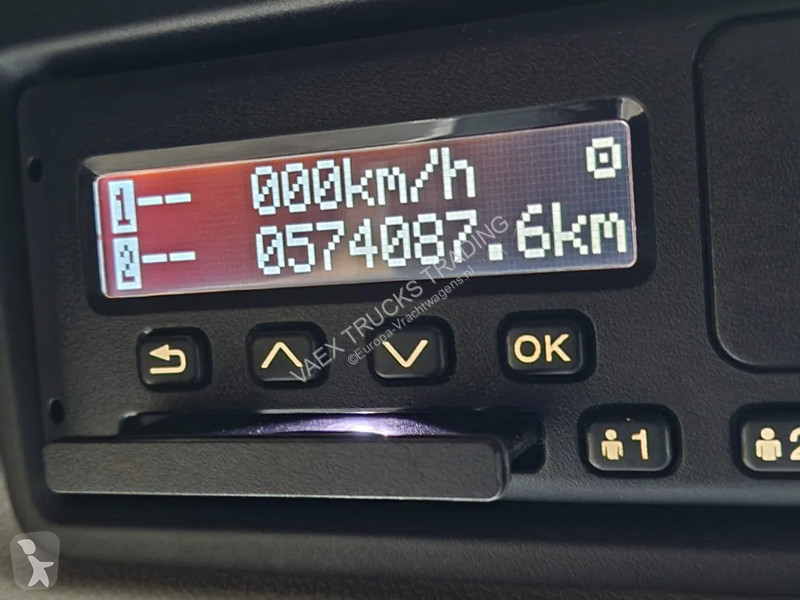 1-- 000km/h
2-- 0574087.6km
VAEX TRUCKS TRADING
©Europa-Vrachtwagens.nl
OK
1
2